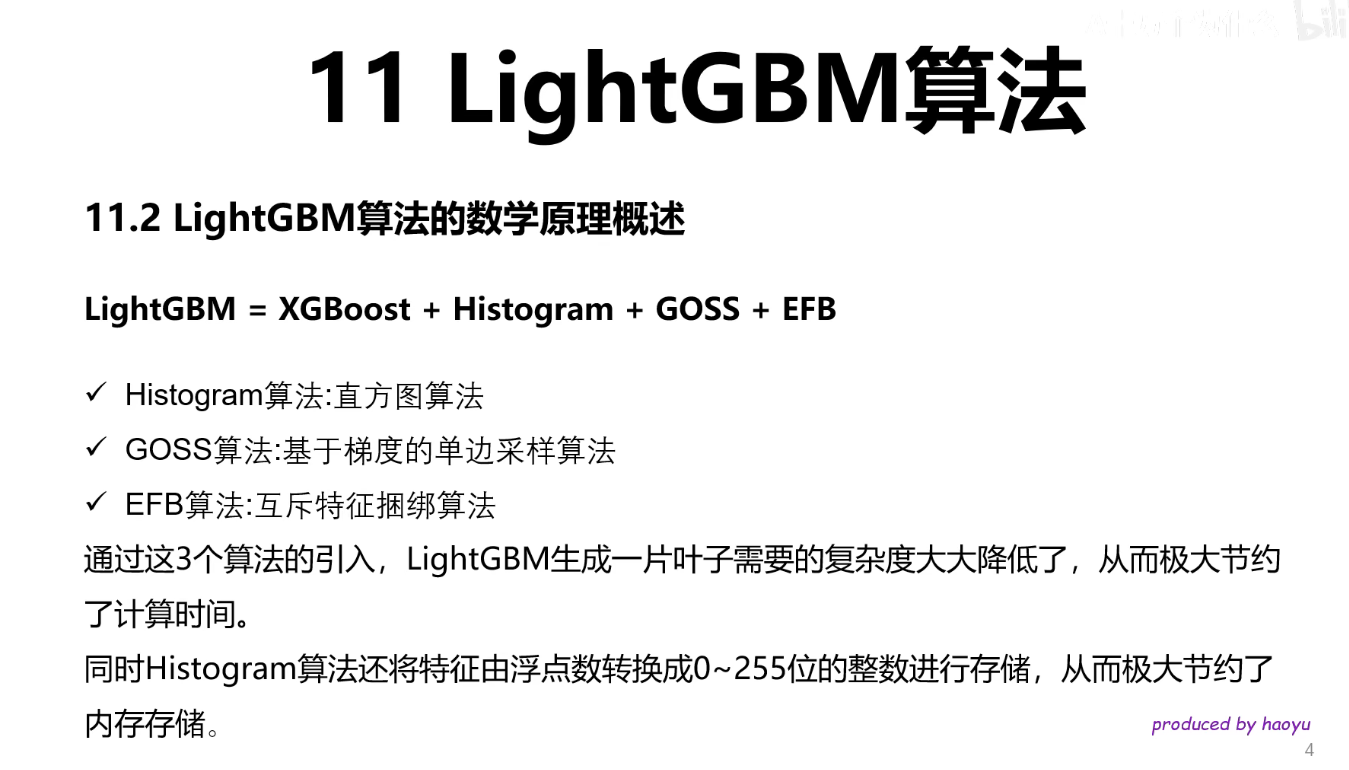 11 LightGBM算法
11.2 LightGBM算法的数学原理概述
LightGBM = XGBoost + Histogram + GOSS + EFB
✓ Histogram算法:直方图算法
✓ GOSS算法:基于梯度的单边采样算法
✓ EFB算法:互斥特征捆绑算法
通过这3个算法的引入，LightGBM生成一片叶子需要的复杂度大大降低了，从而极大节约
了计算时间。
同时Histogram算法还将特征由浮点数转换成0~255位的整数进行存储，从而极大节约了
内存存储。
produced by haoyu
4